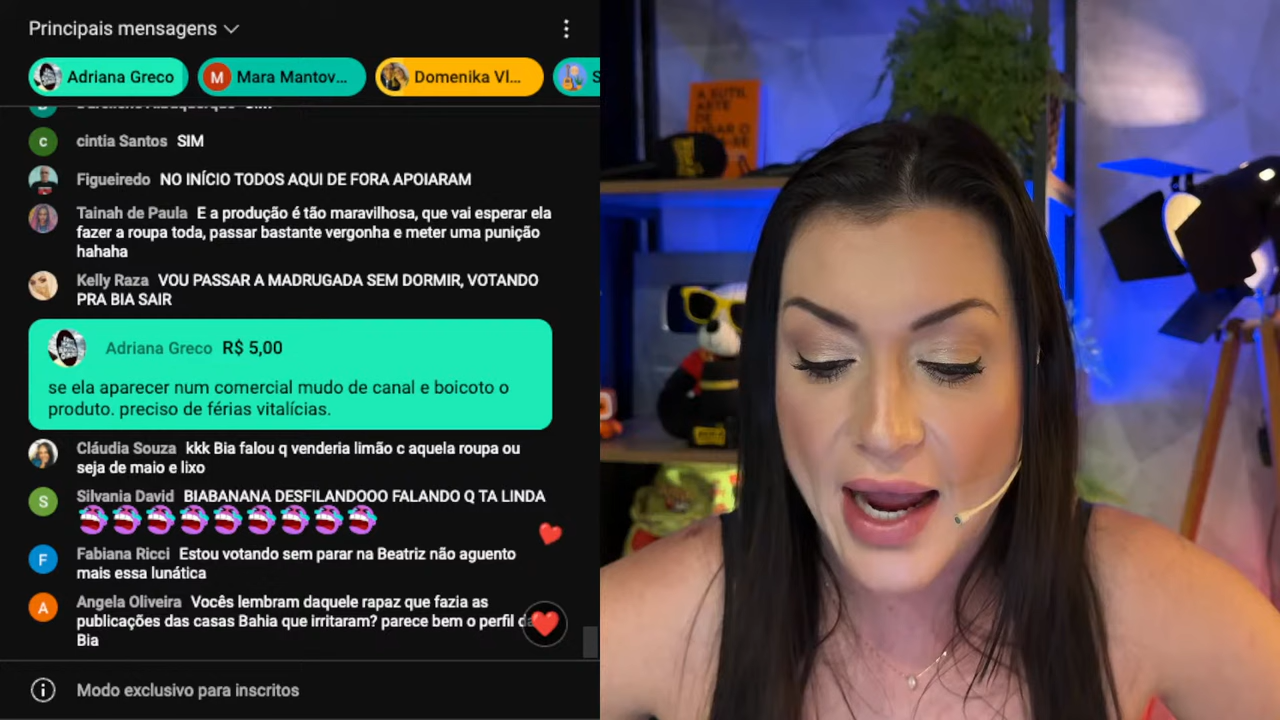 Principais mensagens
Adriana Greco
Mara Mantov...
Domenika Vl...
S
SIM
cintia Santos SIM
Figueiredo NO INÍCIO TODOS AQUI DE FORA APOIARAM
Tainah de Paula E a produção é tão maravilhosa, que vai esperar ela
fazer a roupa toda, passar bastante vergonha e meter uma punição
hahaha
Kelly Raza VOU PASSAR A MADRUGADA SEM DORMIR, VOTANDO
PRA BIA SAIR
Adriana Greco R$ 5,00
se ela aparecer num comercial mudo de canal e boicoto o
produto. preciso de férias vitalícias.
Cláudia Souza kkk Bia falou q venderia limão c aquela roupa ou
seja de maio e lixo
Silvania David BIABANANA DESFILANDOOO FALANDO Q TA LINDA
Fabiana Ricci Estou votando sem parar na Beatriz não aguento
mais essa lunática
Angela Oliveira Vocês lembram daquele rapaz que fazia as
publicações das casas Bahia que irritaram? parece bem o perfil
Bia
Modo exclusivo para inscritos
A SUTIL
ARTE
DE